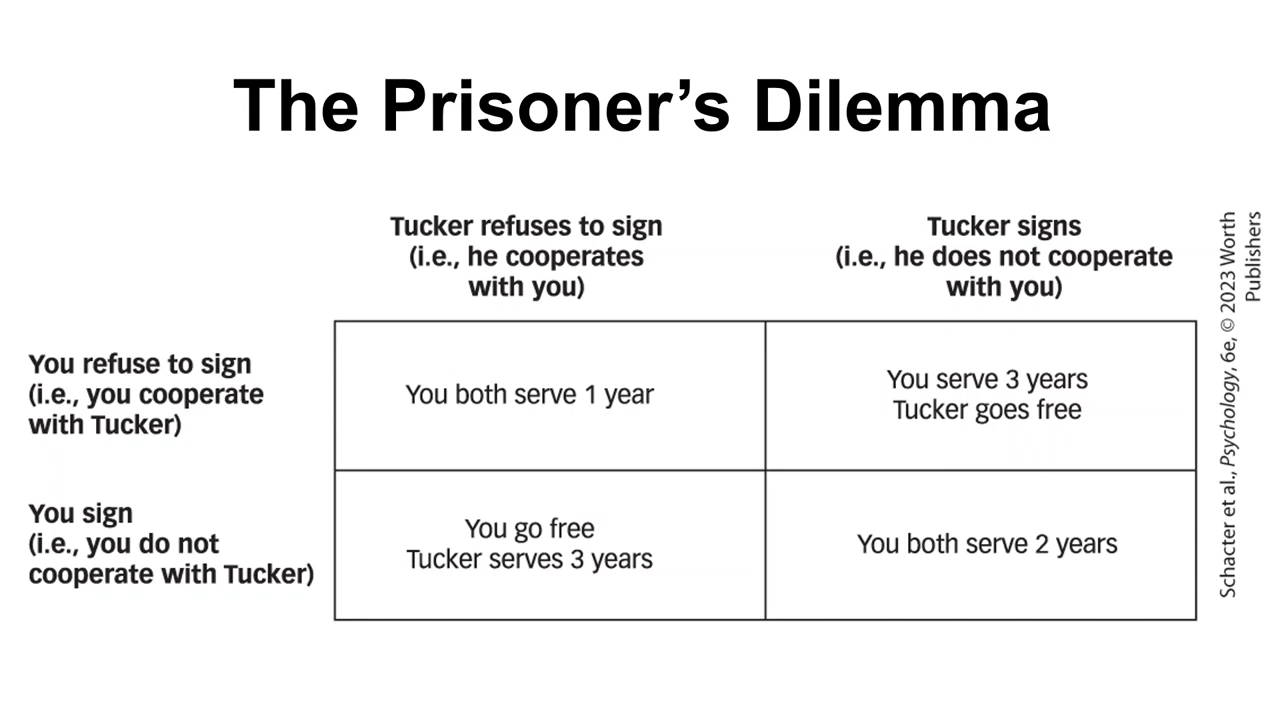 The Prisoner’s Dilemma
Tucker refuses to sign
(i.e., he cooperates
with you)
Tucker signs
(i.e., he does not cooperate
with you)
You refuse to sign
(i.e., you cooperate
with Tucker)
You both serve 1 year
You serve 3 years
Tucker goes free
You sign
(i.e., you do not
cooperate with Tucker)
You go free
Tucker serves 3 years
You both serve 2 years
Schacter et al., Psychology, 6e, © 2023 Worth
Publishers